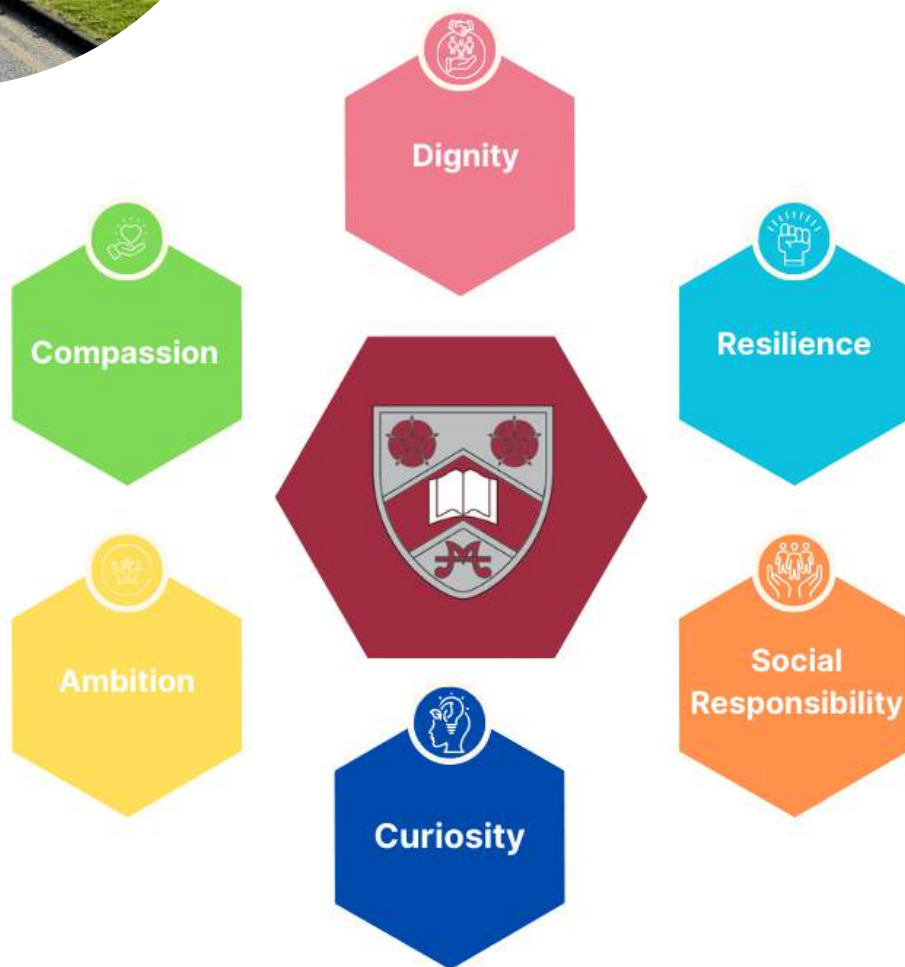 Dignity
Compassion
Resilience
Ambition
Social
Responsibility
Curiosity